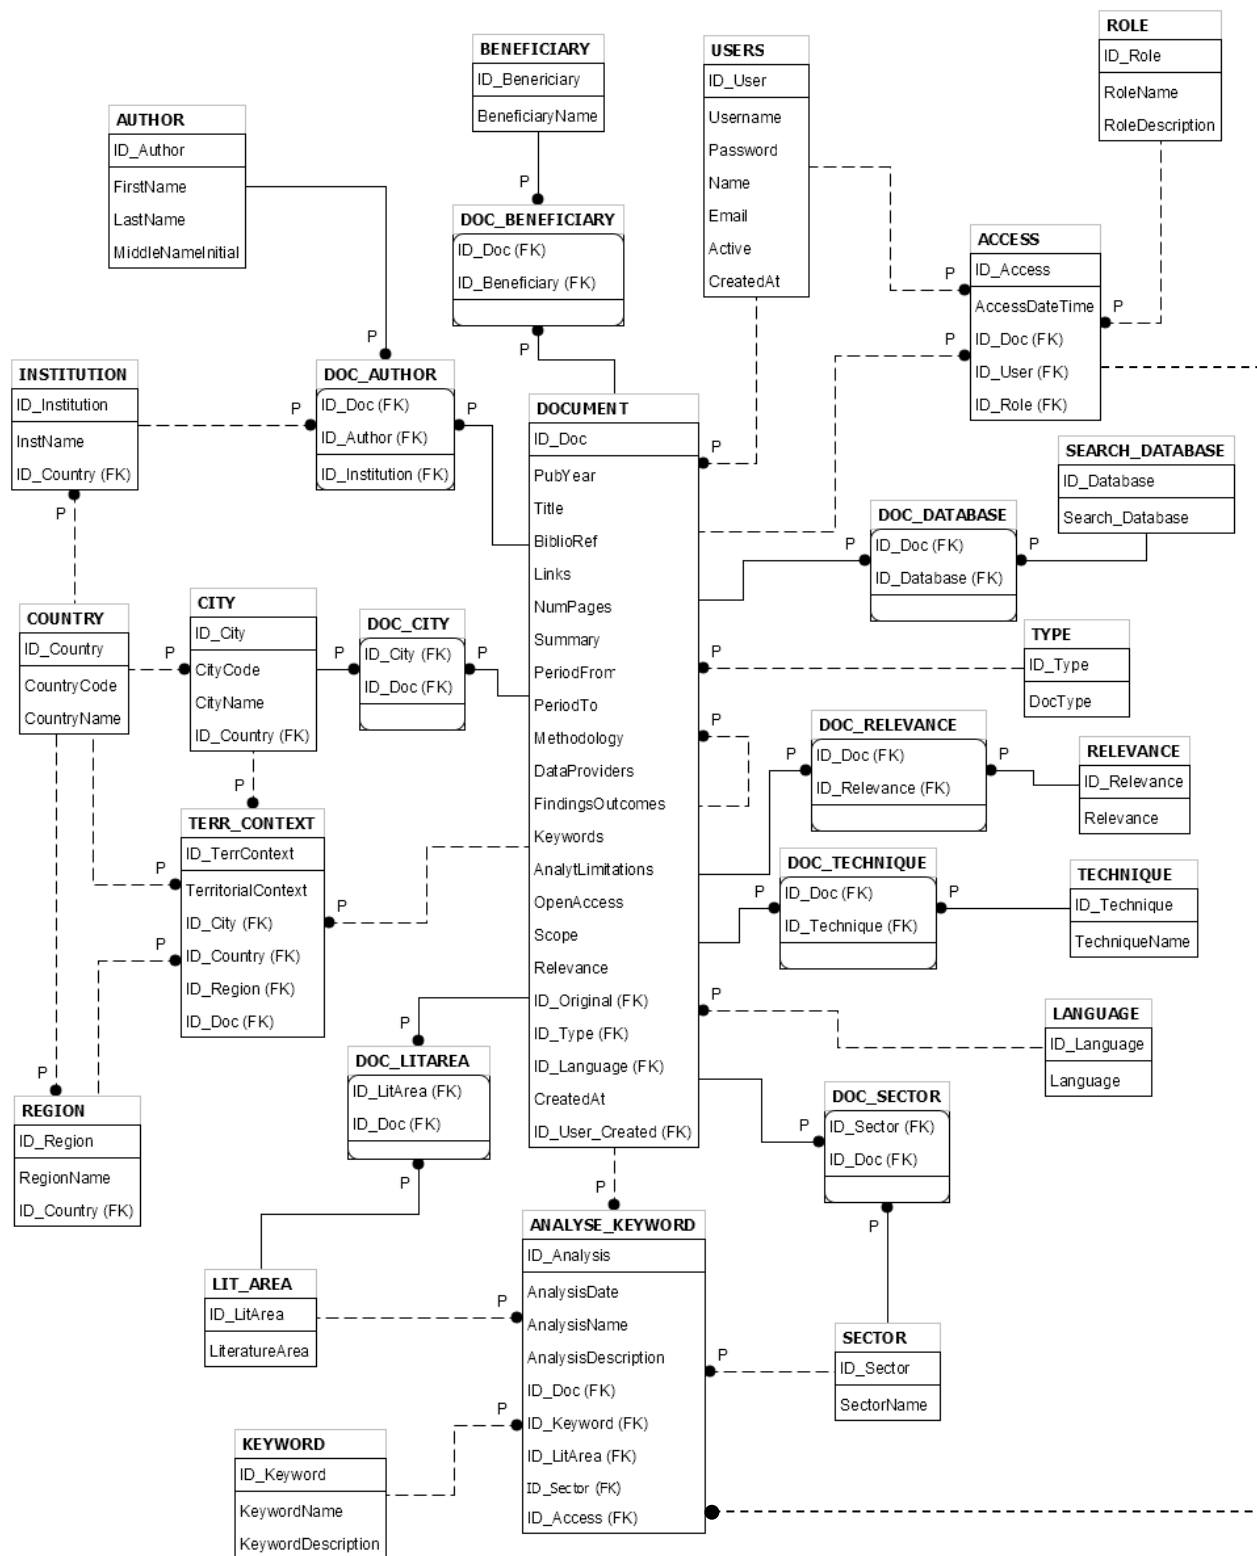 ROLE
ID_Role
RoleName
RoleDescription
BENEFICIARY
ID_Benericiary
BeneficiaryName
P
USERS
ID_User
Username
Password
Name
Email
Active
CreatedAt
AUTHOR
ID_Author
FirstName
LastName
MiddleNameInitial
DOC_BENEFICIARY
ID_Doc (FK)
ID_Beneficiary (FK)
P
ACCESS
ID_Access
AccessDateTime
ID_Doc (FK)
ID_User (FK)
ID_Role (FK)
P
P
P
INSTITUTION
ID_Institution
InstName
ID_Country (FK)
P
P
P
DOC_AUTHOR
ID_Doc (FK)
ID_Author (FK)
ID_Institution (FK)
P
DOCUMENT
ID_Doc
PubYear
Title
BiblioRef
Links
NumPages
Summary
PeriodFrom
PeriodTo
Methodology
DataProviders
FindingsOutcomes
Keywords
AnalytLimitations
OpenAccess
Scope
Relevance
ID_Original (FK)
ID_Type (FK)
ID_Language (FK)
CreatedAt
ID_User_Created (FK)
P
SEARCH_DATABASE
ID_Database
Search_Database
DOC_DATABASE
ID_Doc (FK)
ID_Database (FK)
P
P
COUNTRY
ID_Country
CountryCode
CountryName
P
CITY
ID_City
CityCode
CityName
ID_Country (FK)
P
DOC_CITY
ID_City (FK)
ID_Doc (FK)
P
P
TYPE
ID_Type
DocType
P
P
DOC_RELEVANCE
ID_Doc (FK)
ID_Relevance (FK)
P
P
RELEVANCE
ID_Relevance
Relevance
TERR_CONTEXT
ID_TerrContext
TerritorialContext
ID_City (FK)
ID_Country (FK)
ID_Region (FK)
ID_Doc (FK)
P
P
P
DOC_TECHNIQUE
ID_Doc (FK)
ID_Technique (FK)
P
P
TECHNIQUE
ID_Technique
TechniqueName
P
LANGUAGE
ID_Language
Language
P
DOC_LITAREA
ID_LitArea (FK)
ID_Doc (FK)
P
P
REGION
ID_Region
RegionName
ID_Country (FK)
DOC_SECTOR
ID_Sector (FK)
ID_Doc (FK)
P
P
ANALYSE_KEYWORD
ID_Analysis
AnalysisDate
AnalysisName
AnalysisDescription
ID_Doc (FK)
ID_Keyword (FK)
ID_LitArea (FK)
ID_Sector (FK)
ID_Access (FK)
P
LIT_AREA
ID_LitArea
LiteratureArea
P
P
SECTOR
ID_Sector
SectorName
P
KEYWORD
ID_Keyword
KeywordName
KeywordDescription